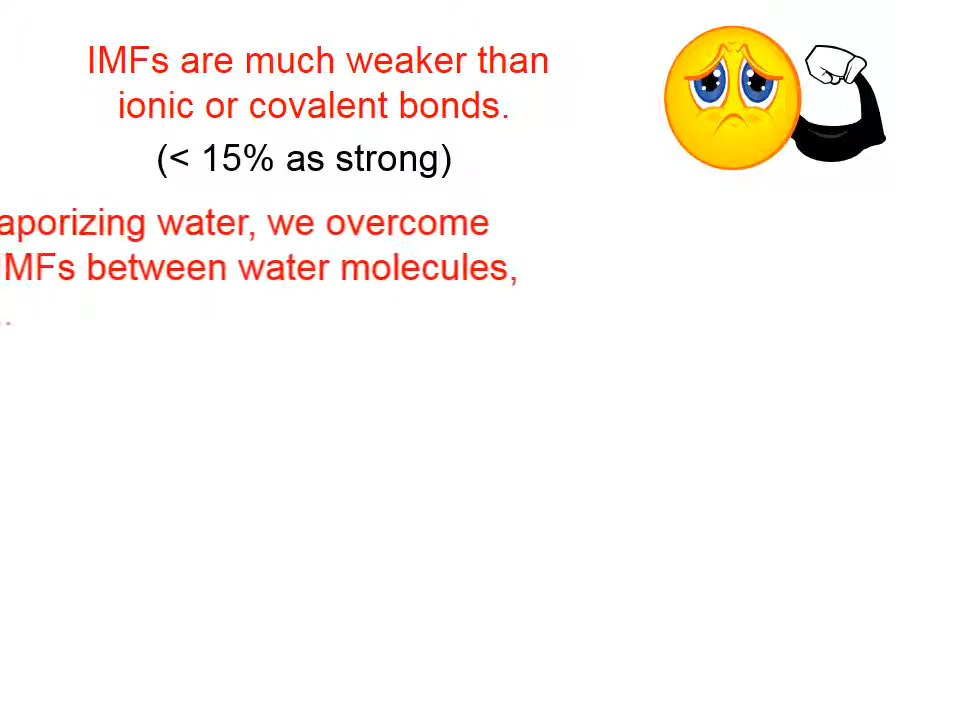 IMFs are much weaker than
ionic or covalent bonds.
(< 15% as strong)
aporizing water, we overcome
IMFs between water molecules,
..